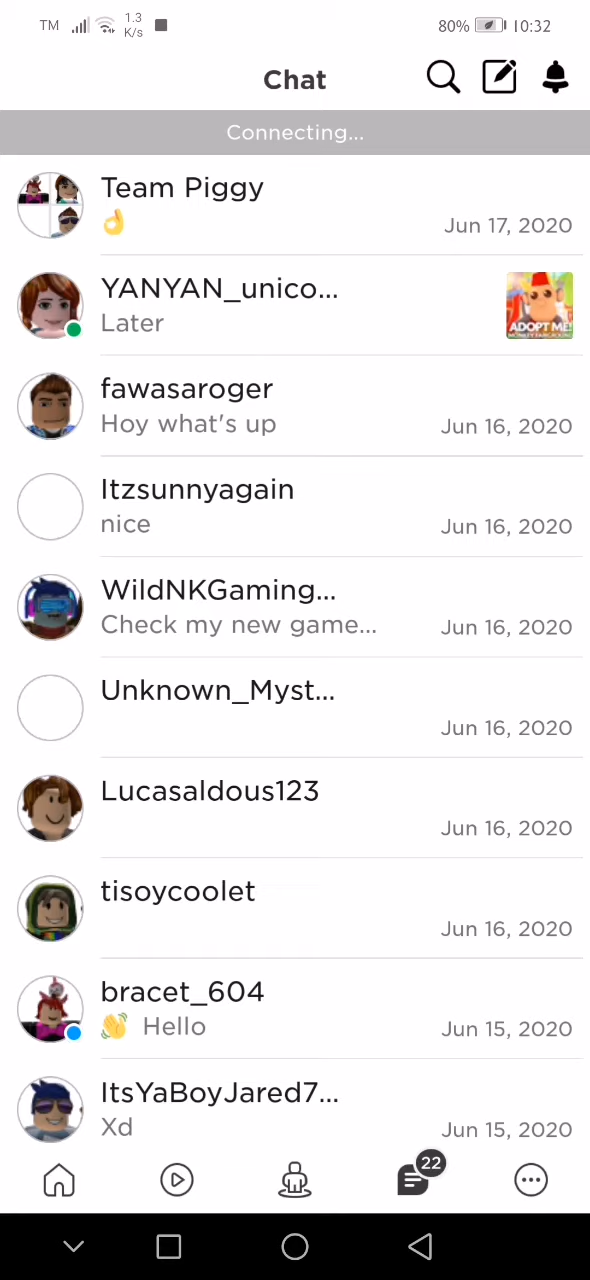 TM 1.3 K/s 80% 10:32
Chat
Connecting...
Team Piggy
👌 Jun 17, 2020
YANYAN_unico...
Later
ADOPT ME!
fawasaroger
Hoy what's up Jun 16, 2020
Itzsunnyagain
nice Jun 16, 2020
WildNKGaming...
Check my new game... Jun 16, 2020
Unknown_Myst...
Jun 16, 2020
Lucasaldous123
Jun 16, 2020
tisoycoolet
Jun 16, 2020
bracet_604
👋 Hello Jun 15, 2020
ItsYaBoyJared7...
Xd Jun 15, 2020
22